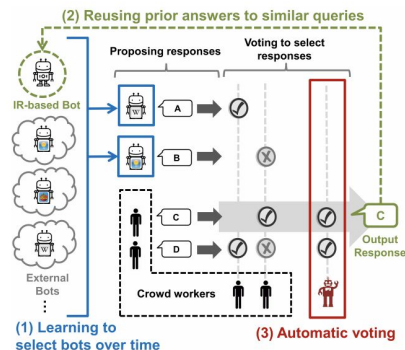 (2) Reusing prior answers to similar queries
Proposing responses
Voting to select
responses
IR-based Bot
W
A
B
C
C
D
Output
Response
W
External
Bots
Crowd workers
(1) Learning to
select bots over time
(3) Automatic voting